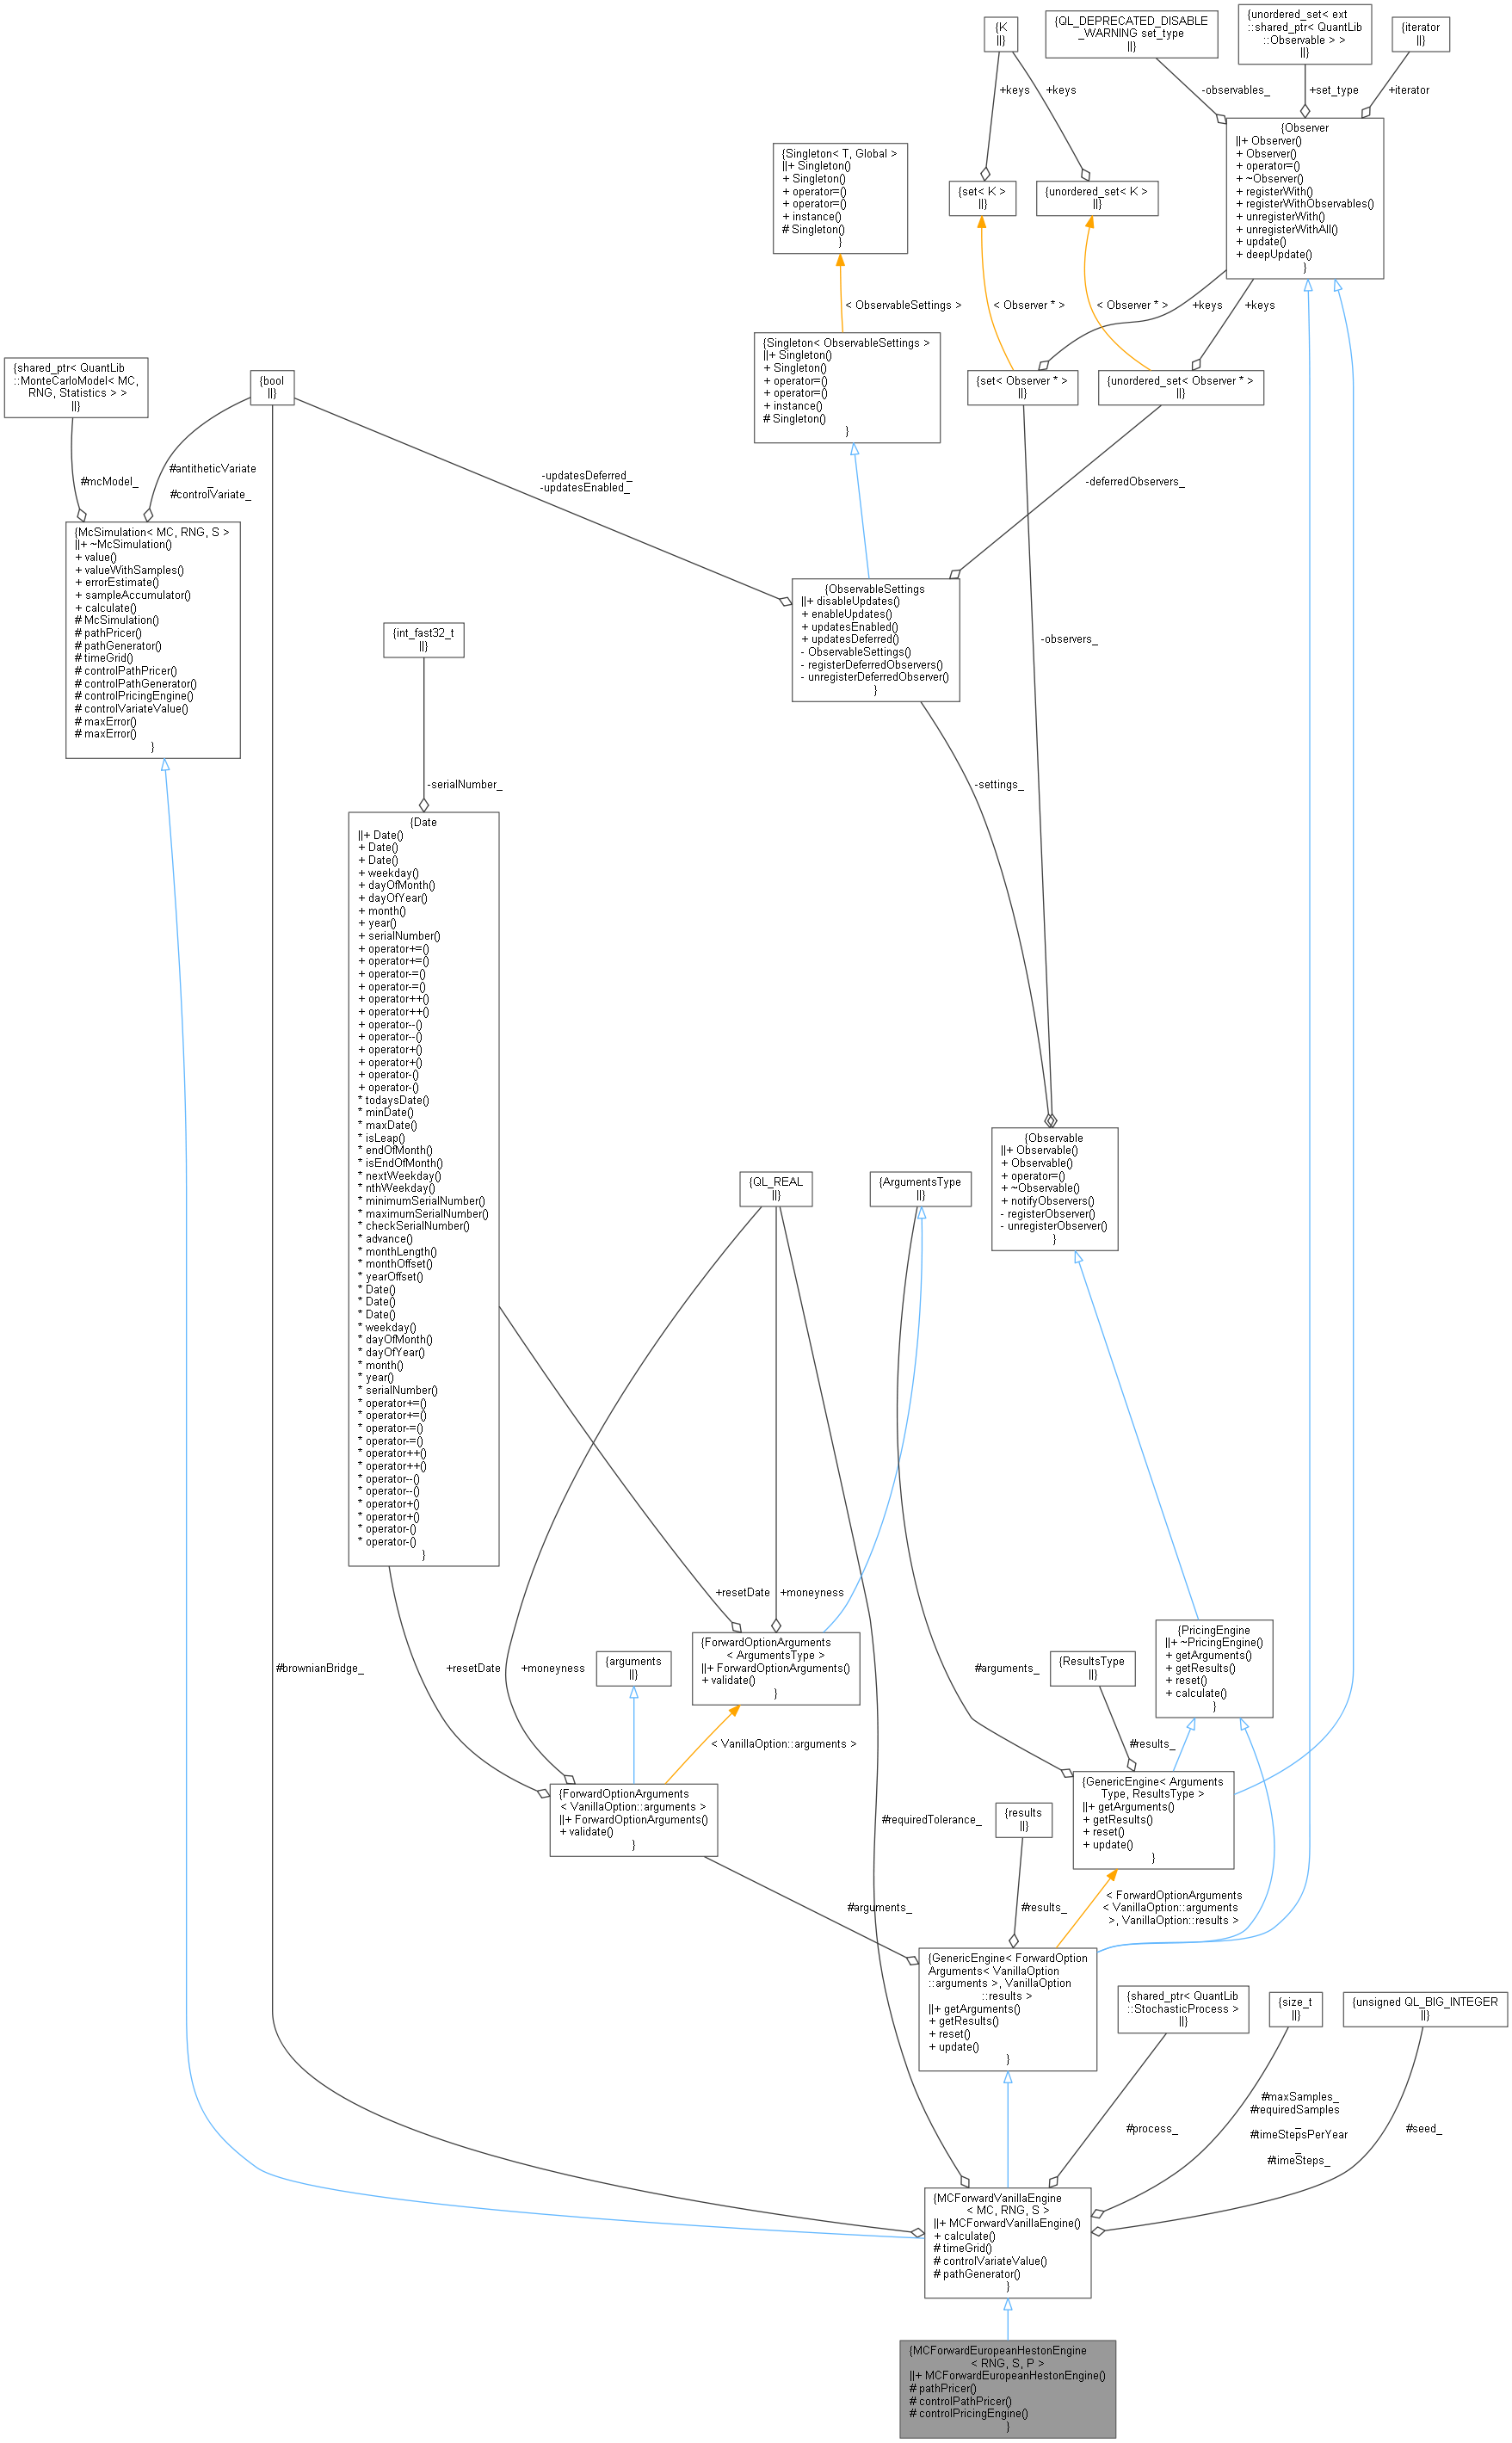 {K
||}
{QL_DEPRECATED_DISABLE
_WARNING set_type
||}
{unordered_set< ext
::shared_ptr< QuantLib
::Observable > >
||}
{iterator
||}
+keys
+keys
-observables_
+set_type
+iterator
{Observer
||+ Observer()
+ Observer()
+ operator=()
+ ~Observer()
+ registerWith()
+ registerWithObservables()
+ unregisterWith()
+ unregisterWithAll()
+ update()
+ deepUpdate()
}
{Singleton< T, Global >
||+ Singleton()
+ Singleton()
+ operator=()
+ operator=()
+ instance()
# Singleton()
}
{set< K >
||}
{unordered_set< K >
||}
< ObservableSettings >
< Observer * >
< Observer * >
+keys
+keys
{Singleton< ObservableSettings >
||+ Singleton()
+ Singleton()
+ operator=()
+ operator=()
+ instance()
# Singleton()
}
{shared_ptr< QuantLib
::MonteCarloModel< MC,
RNG, Statistics > >
||}
{bool
||}
{set< Observer * >
||}
{unordered_set< Observer * >
||}
#mcModel_
#antitheticVariate
_
#controlVariate_
-updatesDeferred_
-updatesEnabled_
-deferredObservers_
{McSimulation< MC, RNG, S >
||+ ~McSimulation()
+ value()
+ valueWithSamples()
+ errorEstimate()
+ sampleAccumulator()
+ calculate()
# McSimulation()
# pathPricer()
# pathGenerator()
# timeGrid()
# controlPathPricer()
# controlPathGenerator()
# controlPricingEngine()
# controlVariateValue()
# maxError()
# maxError()
}
{ObservableSettings
||+ disableUpdates()
+ enableUpdates()
+ updatesEnabled()
+ updatesDeferred()
- ObservableSettings()
- registerDeferredObservers()
- unregisterDeferredObserver()
}
{int_fast32_t
||}
-observers_
-serialNumber_
-settings_
{Date
||+ Date()
+ Date()
+ Date()
+ weekday()
+ dayOfMonth()
+ dayOfYear()
+ month()
+ year()
+ serialNumber()
+ operator+=()
+ operator+=()
+ operator-=()
+ operator-=()
+ operator++()
+ operator++()
+ operator--()
+ operator--()
+ operator+()
+ operator+()
+ operator-()
+ operator-()
* todaysDate()
* minDate()
* maxDate()
* isLeap()
* endOfMonth()
* isEndOfMonth()
* nextWeekday()
* nthWeekday()
* minimumSerialNumber()
* maximumSerialNumber()
* checkSerialNumber()
* advance()
* monthLength()
* monthOffset()
* yearOffset()
* Date()
* Date()
* Date()
* weekday()
* dayOfMonth()
* dayOfYear()
* month()
* year()
* serialNumber()
* operator+=()
* operator+=()
* operator-=()
* operator-=()
* operator++()
* operator++()
* operator--()
* operator--()
* operator+()
* operator+()
* operator-()
* operator-()
}
{Observable
||+ Observable()
+ Observable()
+ operator=()
+ ~Observable()
+ notifyObservers()
- registerObserver()
- unregisterObserver()
}
{QL_REAL
||}
{ArgumentsType
||}
+resetDate
+moneyness
#brownianBridge_
+resetDate
+moneyness
#arguments_
{arguments
||}
{ForwardOptionArguments
< ArgumentsType >
||+ ForwardOptionArguments()
+ validate()
}
{ResultsType
||}
{PricingEngine
||+ ~PricingEngine()
+ getArguments()
+ getResults()
+ reset()
+ calculate()
}
< VanillaOption::arguments >
#results_
{ForwardOptionArguments
< VanillaOption::arguments >
||+ ForwardOptionArguments()
+ validate()
}
{GenericEngine< Arguments
Type, ResultsType >
||+ getArguments()
+ getResults()
+ reset()
+ update()
}
#requiredTolerance_
{results
||}
#arguments_
#results_
< ForwardOptionArguments
< VanillaOption::arguments
>, VanillaOption::results >
{GenericEngine< ForwardOption
Arguments< VanillaOption
::arguments >, VanillaOption
::results >
||+ getArguments()
+ getResults()
+ reset()
+ update()
}
{shared_ptr< QuantLib
::StochasticProcess >
||}
{size_t
||}
{unsigned QL_BIG_INTEGER
||}
#process_
#maxSamples_
#requiredSamples
_
#timeStepsPerYear
_
#timeSteps_
#seed_
{MCForwardVanillaEngine
< MC, RNG, S >
||+ MCForwardVanillaEngine()
+ calculate()
# timeGrid()
# controlVariateValue()
# pathGenerator()
}
{MCForwardEuropeanHestonEngine
< RNG, S, P >
||+ MCForwardEuropeanHestonEngine()
# pathPricer()
# controlPathPricer()
# controlPricingEngine()
}